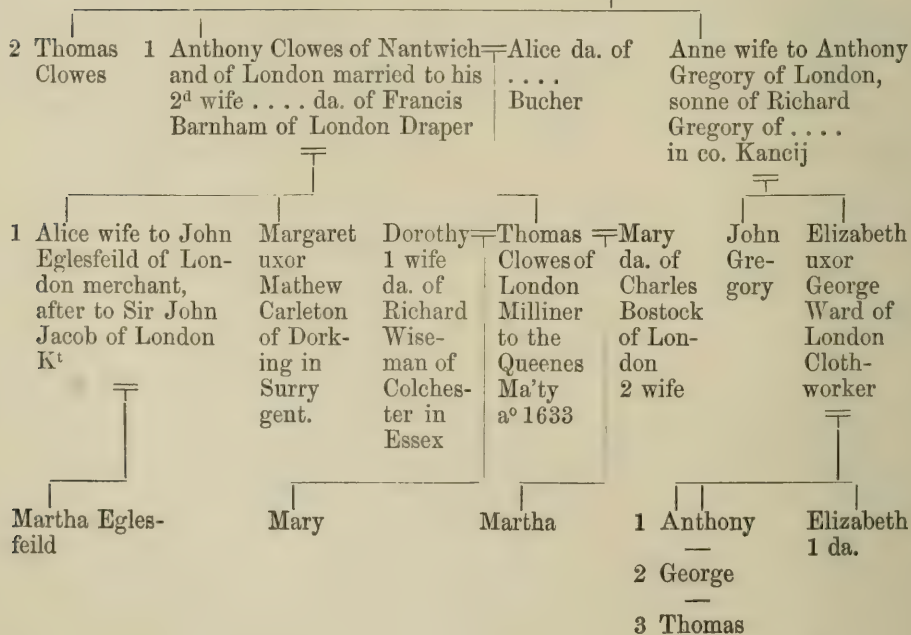 2 Thomas
Clowes
1 Anthony Clowes of Nantwich
and of London married to his
2d wife .... da. of Francis
Barnham of London Draper
Alice da. of
....
Bucher
Anne wife to Anthony
Gregory of London,
sonne of Richard
Gregory of ....
in co. Kancij
1 Alice wife to John
Eglesfeild of Lon-
don merchant,
after to Sir John
Jacob of London
Kt
Margaret
uxor
Mathew
Carleton
of Dork-
ing in
Surry
gent.
Dorothy
1 wife
da. of
Richard
Wise-
man of
Colches-
ter in
Essex
Thomas
Clowes of
London
Milliner
to the
Queenes
Ma'ty
ao 1633
Mary
da. of
Charles
Bostock
of Lon-
don
2 wife
John
Gre-
gory
Elizabeth
uxor
George
Ward of
London
Cloth-
worker
Martha Egles-
feild
Mary
Martha
1 Anthony
—
2 George
—
3 Thomas
Elizabeth
1 da.